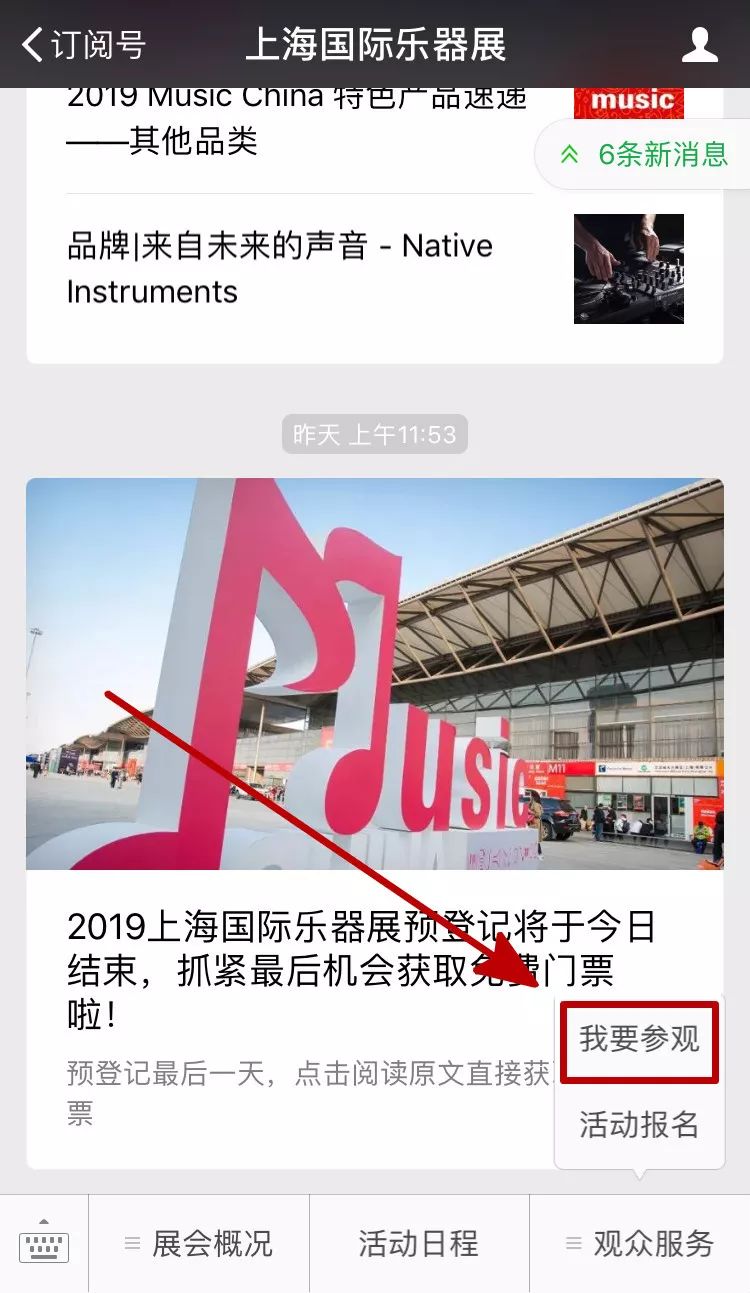 订阅号
上海国际乐器展
2019 Music China 特色产品速递
——其他品类
music
6条新消息
品牌|来自未来的声音 - Native
Instruments
昨天 上午11:53
Music
M11
2019上海国际乐器展预登记将于今日
结束，抓紧最后机会获取免费门票
啦！
预登记最后一天，点击阅读原文直接获
票
我要参观
活动报名
展会概况
活动日程
观众服务